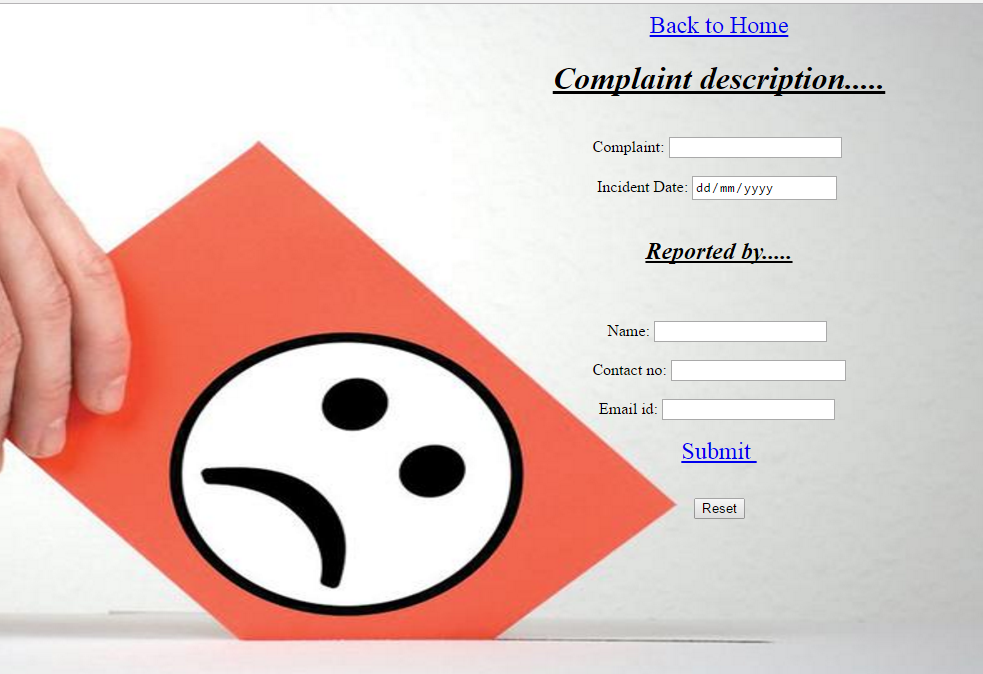 Back to Home
Complaint description.....
Complaint:
Incident Date: dd/mm/yyyy
Reported by.....
Name:
Contact no:
Email id:
Submit
Reset